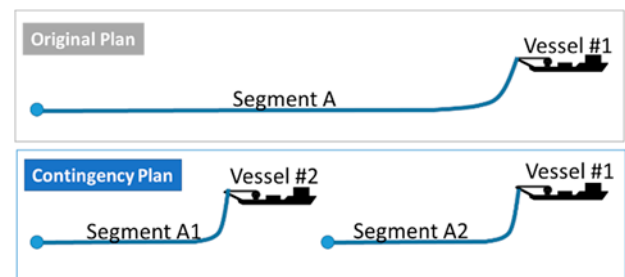 Original Plan
Vessel #1
Segment A
Contingency Plan
Vessel #2
Vessel #1
Segment A1
Segment A2